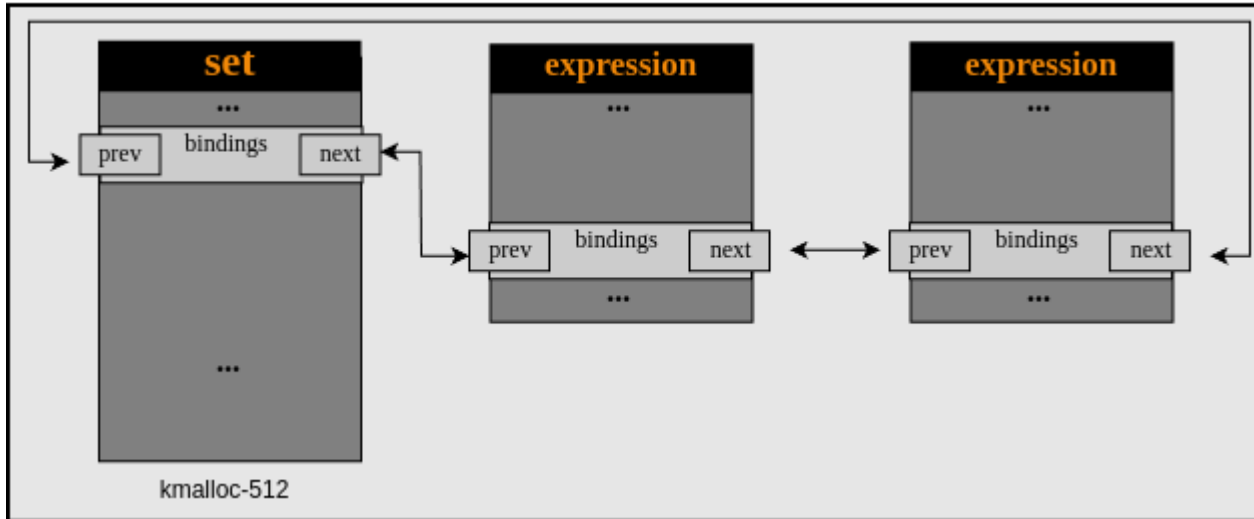 set
expression
expression
...
...
...
prev bindings next
prev bindings next
prev bindings next
...
...
...
kmalloc-512